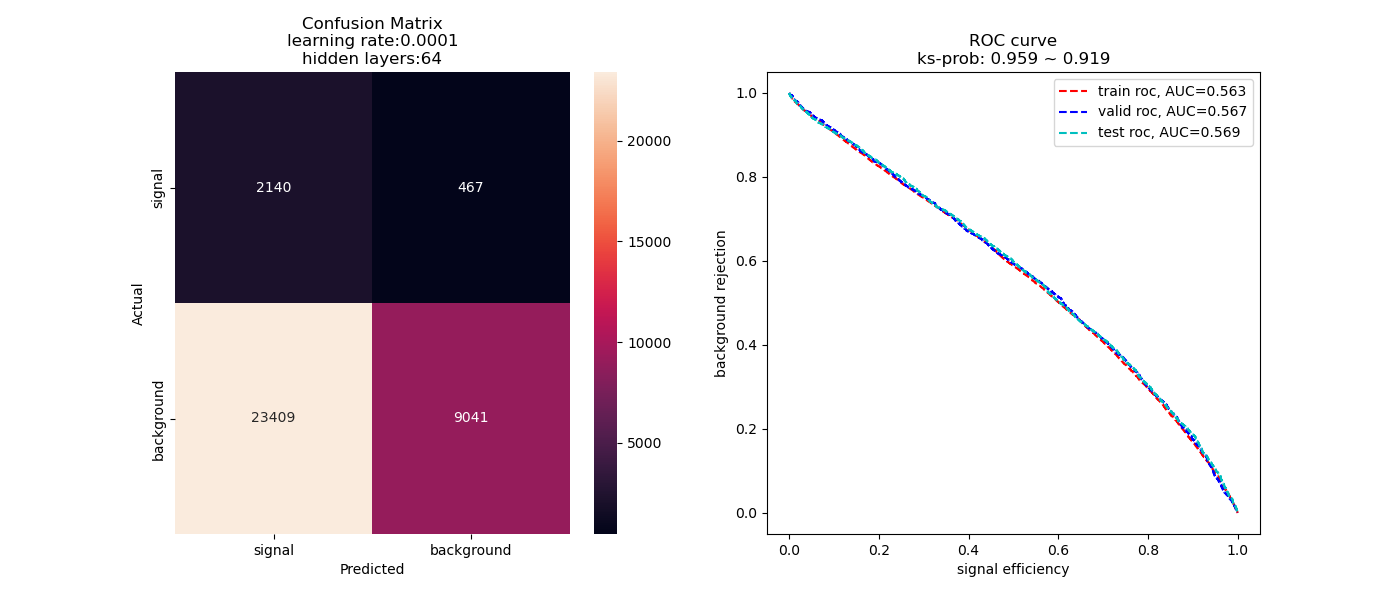 Confusion Matrix
learning rate:0.0001
hidden layers:64
signal
background
Actual
2140
467
23409
9041
signal
background
Predicted
20000
15000
10000
5000
ROC curve
ks-prob: 0.959 ~ 0.919
train roc, AUC=0.563
valid roc, AUC=0.567
test roc, AUC=0.569
background rejection
1.0
0.8
0.6
0.4
0.2
0.0
0.0
0.2
0.4
0.6
0.8
1.0
signal efficiency